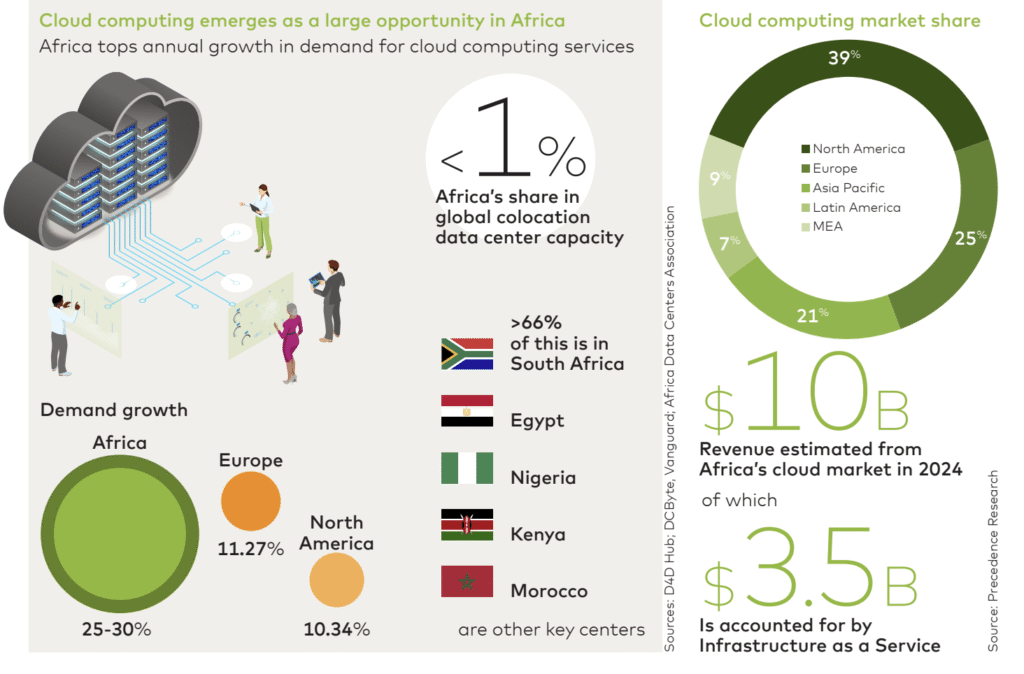 Cloud computing emerges as a large opportunity in Africa
Africa tops annual growth in demand for cloud computing services
<1%
Africa's share in
global colocation
data center capacity
>66%
of this is in
South Africa
Egypt
Nigeria
Kenya
Morocco
are other key centers
Demand growth
Africa
25-30%
Europe
11.27%
North
America
10.34%
Sources: D4D Hub; DCByte, Vanguard; Africa Data Centers Association
Cloud computing market share
39%
25%
21%
7%
9%
North America
Europe
Asia Pacific
Latin America
MEA
$10B
Revenue estimated from
Africa's cloud market in 2024
of which
$3.5B
Is accounted for by
Infrastructure as a Service
Source: Precedence Research